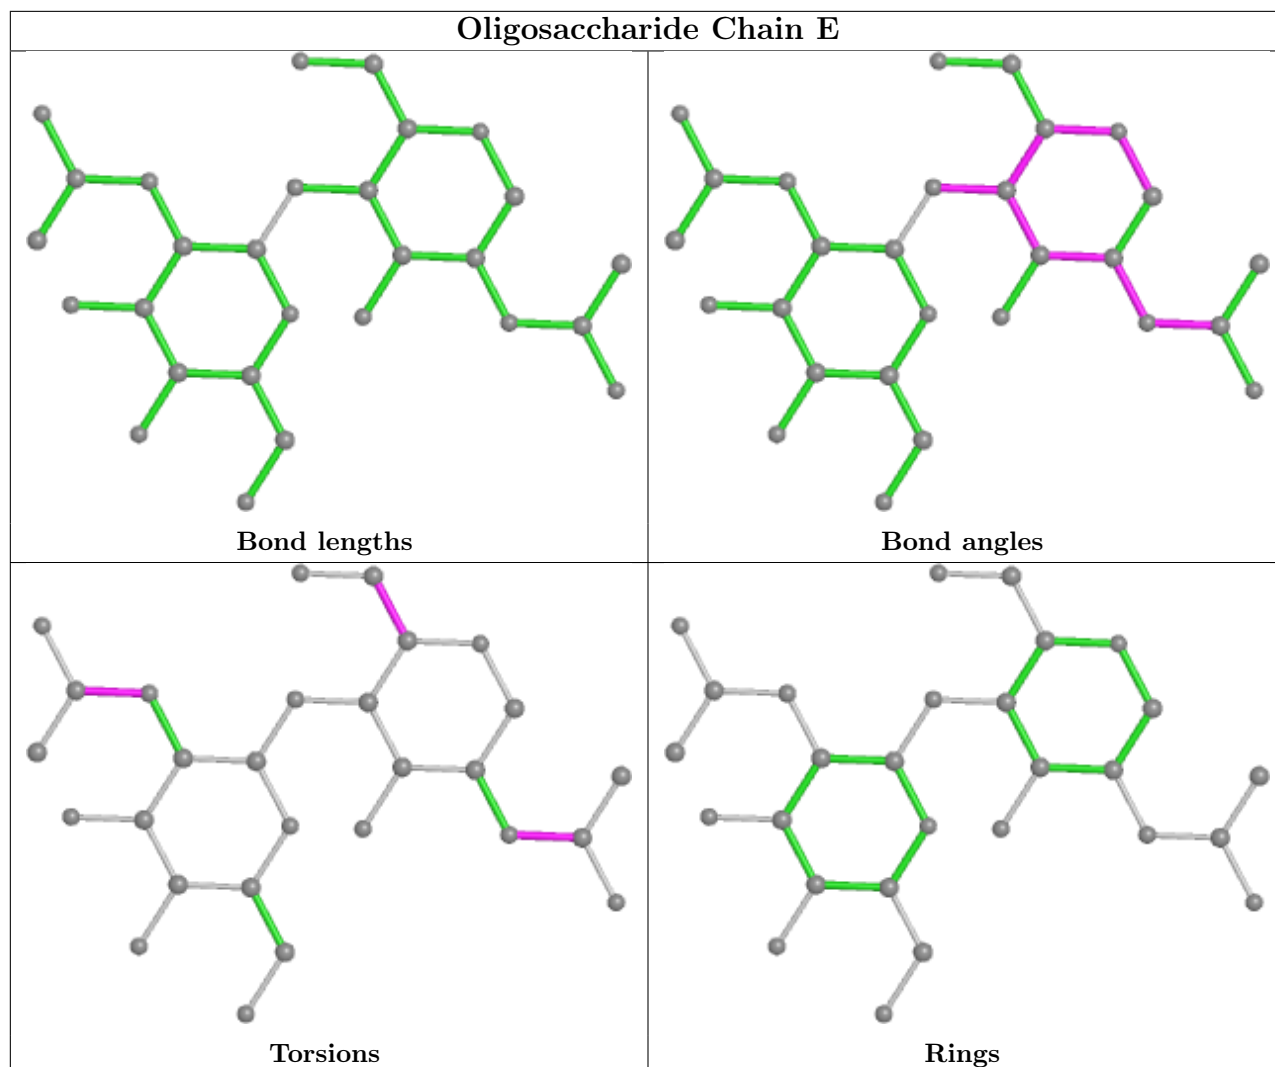 Oligosaccharide Chain E
Bond lengths
Bond angles
Torsions
Rings